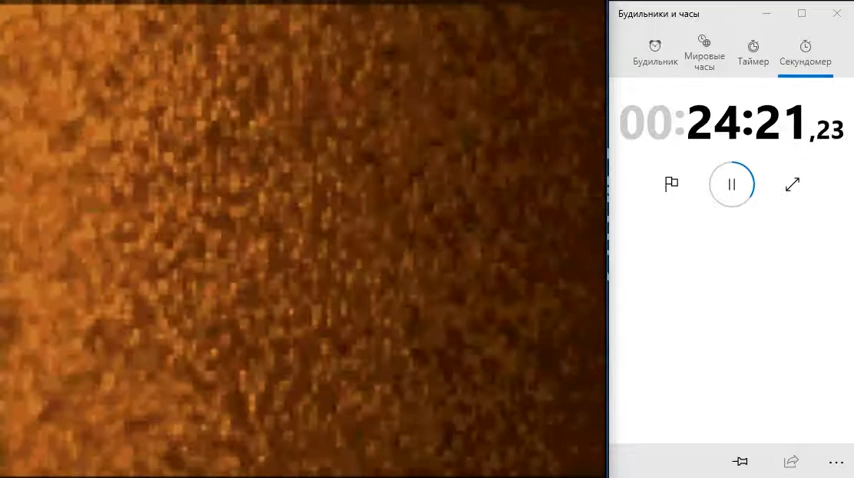 Будильники и часы
Будильник
Мировые
часы
Таймер
Секундомер
00:24:21,23